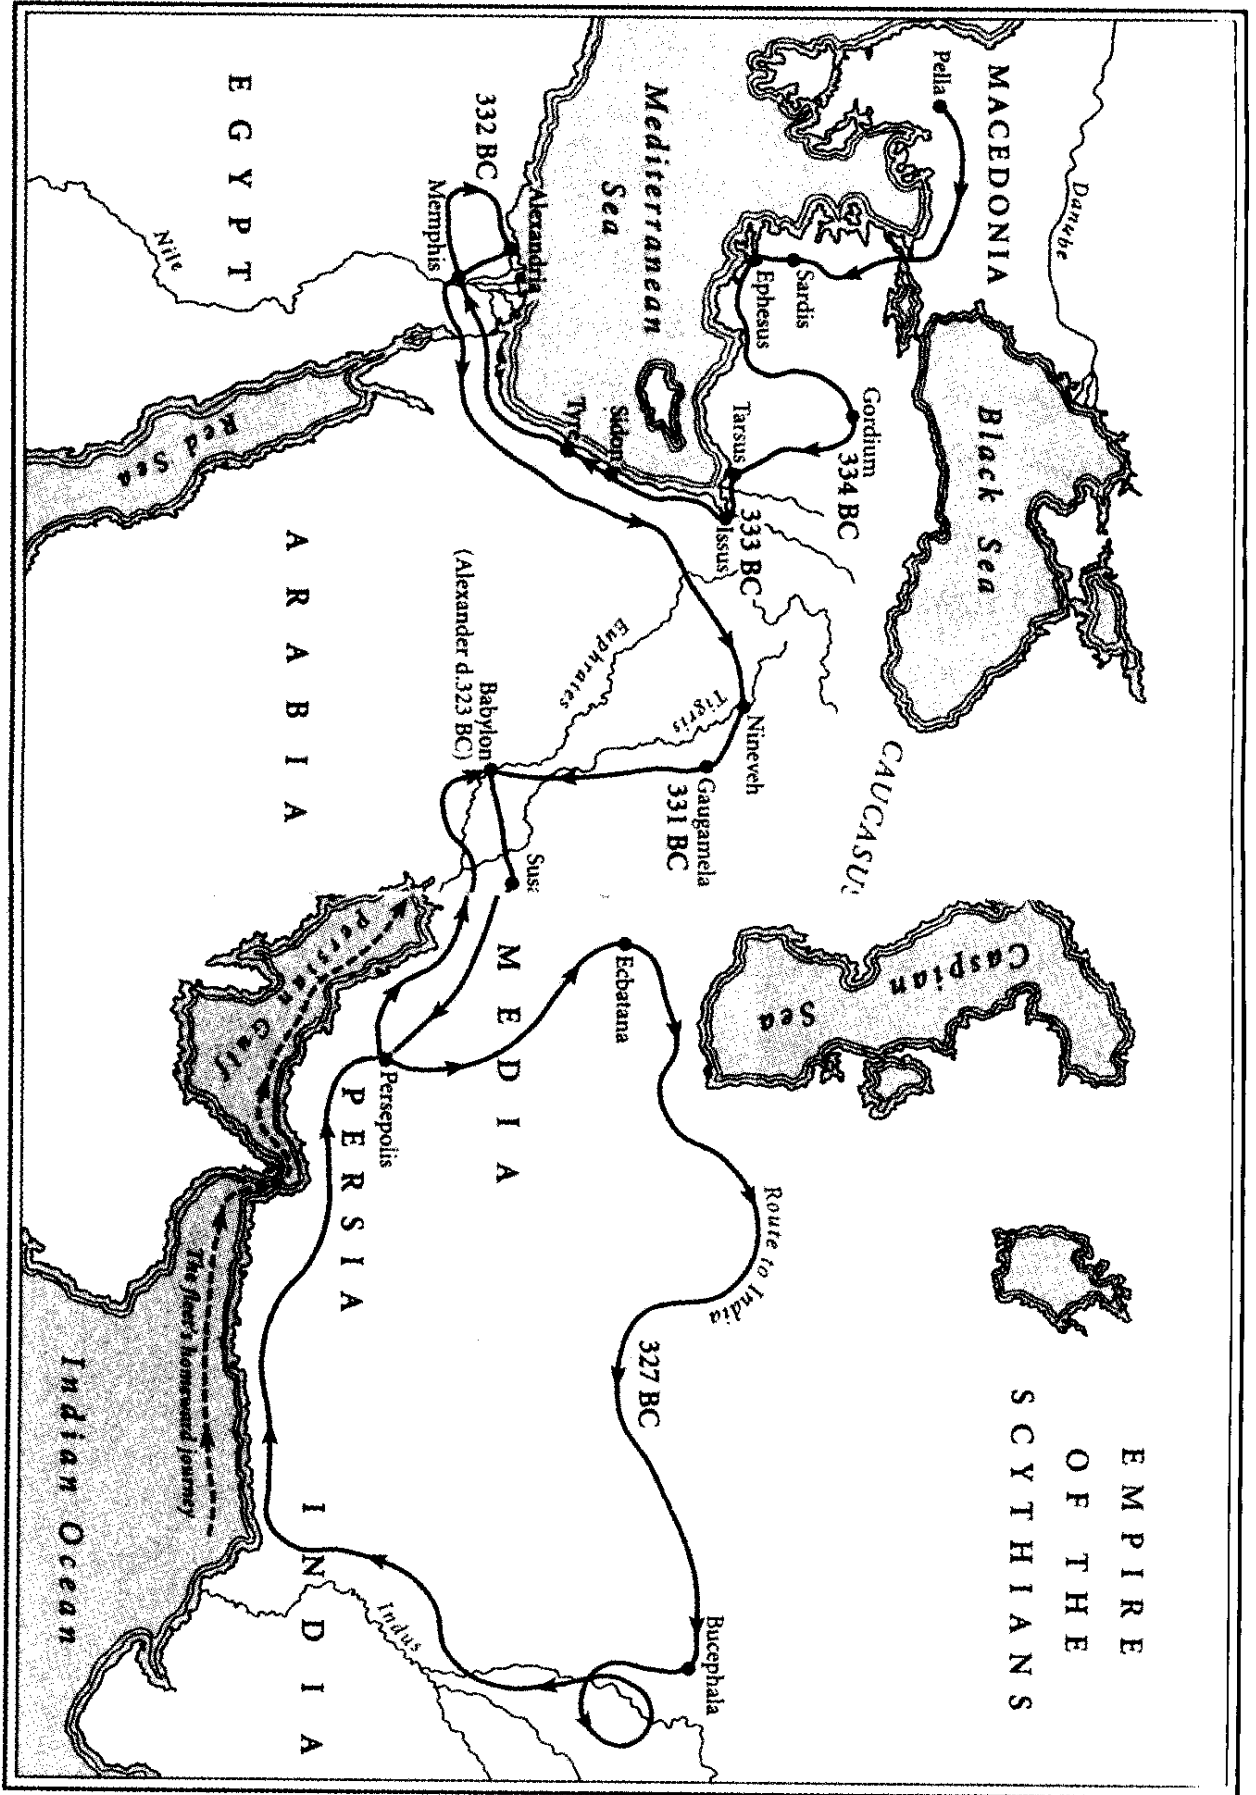 MACEDONIA
Danube
Pella
Black Sea
Mediterranean
Sea
Sardis
Ephesus
Gordium
334 BC
Tarsus
333 BC
Issus
Sidon
Tyre
332 BC
Alexandria
Memphis
EGYPT
Nile
Red Sea
ARABIA
Euphrates
Tigris
Nineveh
Gaugamela
331 BC
Babylon
(Alexander d.323 BC)
CAUCASU
Caspian
Sea
Ecbatana
MEDIA
Persepolis
PERSIA
Persian Gulf
Route to India
327 BC
EMPIRE
OF THE
SCYTHIANS
Bucephala
INDIA
Indus
The fleet's homeward journey
Indian Ocean